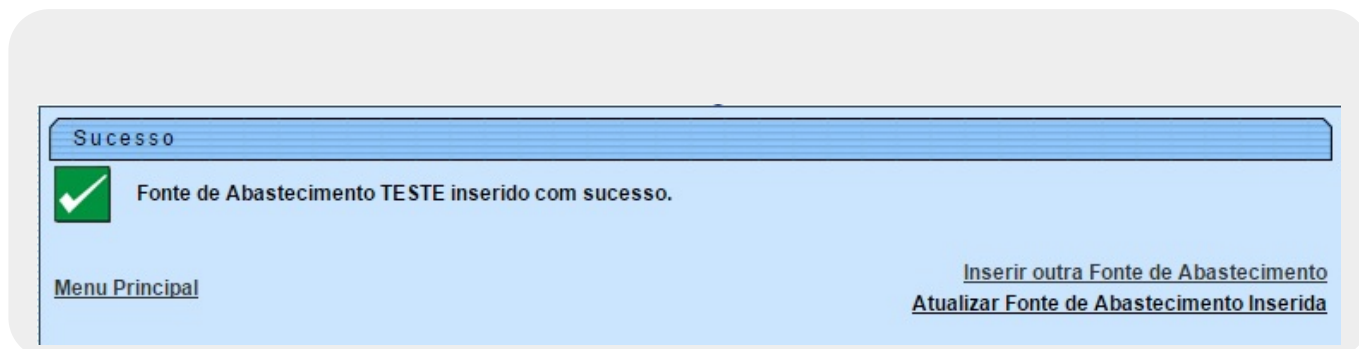 Sucesso
Fonte de Abastecimento TESTE inserido com sucesso.
Inserir outra Fonte de Abastecimento
Menu Principal
Atualizar Fonte de Abastecimento Inserida